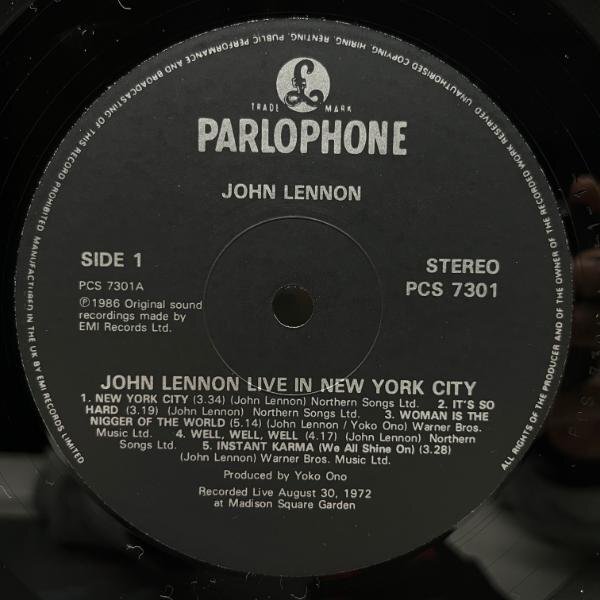 UNAUTHORISED COPYING, HIRING, RENTING, PUBLIC PERFORMANCE AND BROADCASTING OF THIS RECORD PROHIBITED MANUFACTURED IN THE UK BY EMI RECORDS LIMITED
ALL RIGHTS OF THE PRODUCER AND OF THE OWNER OF THE RECORDED WORK RESERVED
£
TRADE MARK
PARLOPHONE
JOHN LENNON
SIDE 1
PCS 7301A
℗1986 Original sound
recordings made by
EMI Records Ltd.
STEREO
PCS 7301
JOHN LENNON LIVE IN NEW YORK CITY
1. NEW YORK CITY (3.34) (John Lennon) Northern Songs Ltd. 2. IT'S SO
HARD (3.19) (John Lennon) Northern Songs Ltd. 3. WOMAN IS THE
NIGGER OF THE WORLD (5.14) (John Lennon / Yoko Ono) Warner Bros.
Music Ltd. 4. WELL, WELL, WELL (4.17) (John Lennon) Northern
Songs Ltd. 5. INSTANT KARMA (We All Shine On) (3.28)
(John Lennon) Warner Bros. Music Ltd.
Produced by Yoko Ono
Recorded Live August 30, 1972
at Madison Square Garden